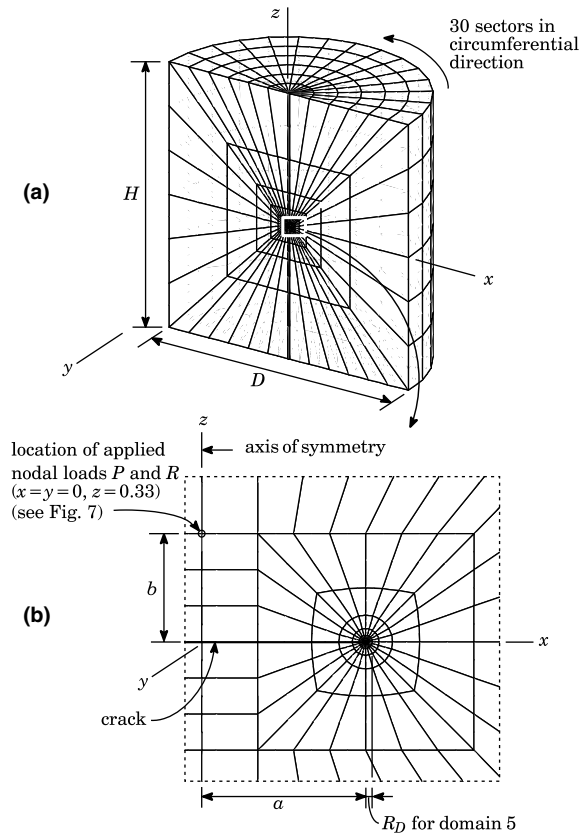 z
30 sectors in
circumferential
direction
(a)
H
x
y
D
z
location of applied
nodal loads P and R
(x=y=0, z=0.33)
(see Fig. 7)
axis of symmetry
b
(b)
x
y
crack
a
R_D for domain 5